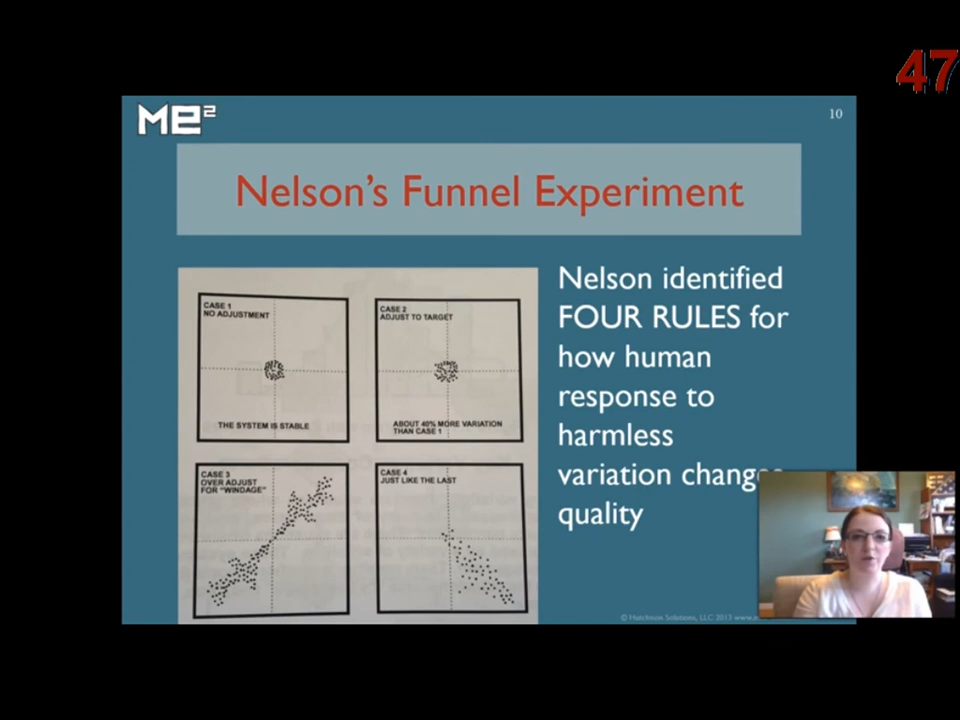 47
ME²
10
Nelson's Funnel Experiment
Nelson identified
FOUR RULES for
how human
response to
harmless
variation changes
quality
CASE 1
NO ADJUSTMENT
THE SYSTEM IS STABLE
CASE 2
ADJUST TO TARGET
ABOUT 40% MORE VARIATION
THAN CASE 1
CASE 3
OVER ADJUST
FOR "WINDAGE"
CASE 4
JUST LIKE THE LAST
© Hutchman Solutions, LLC 2013